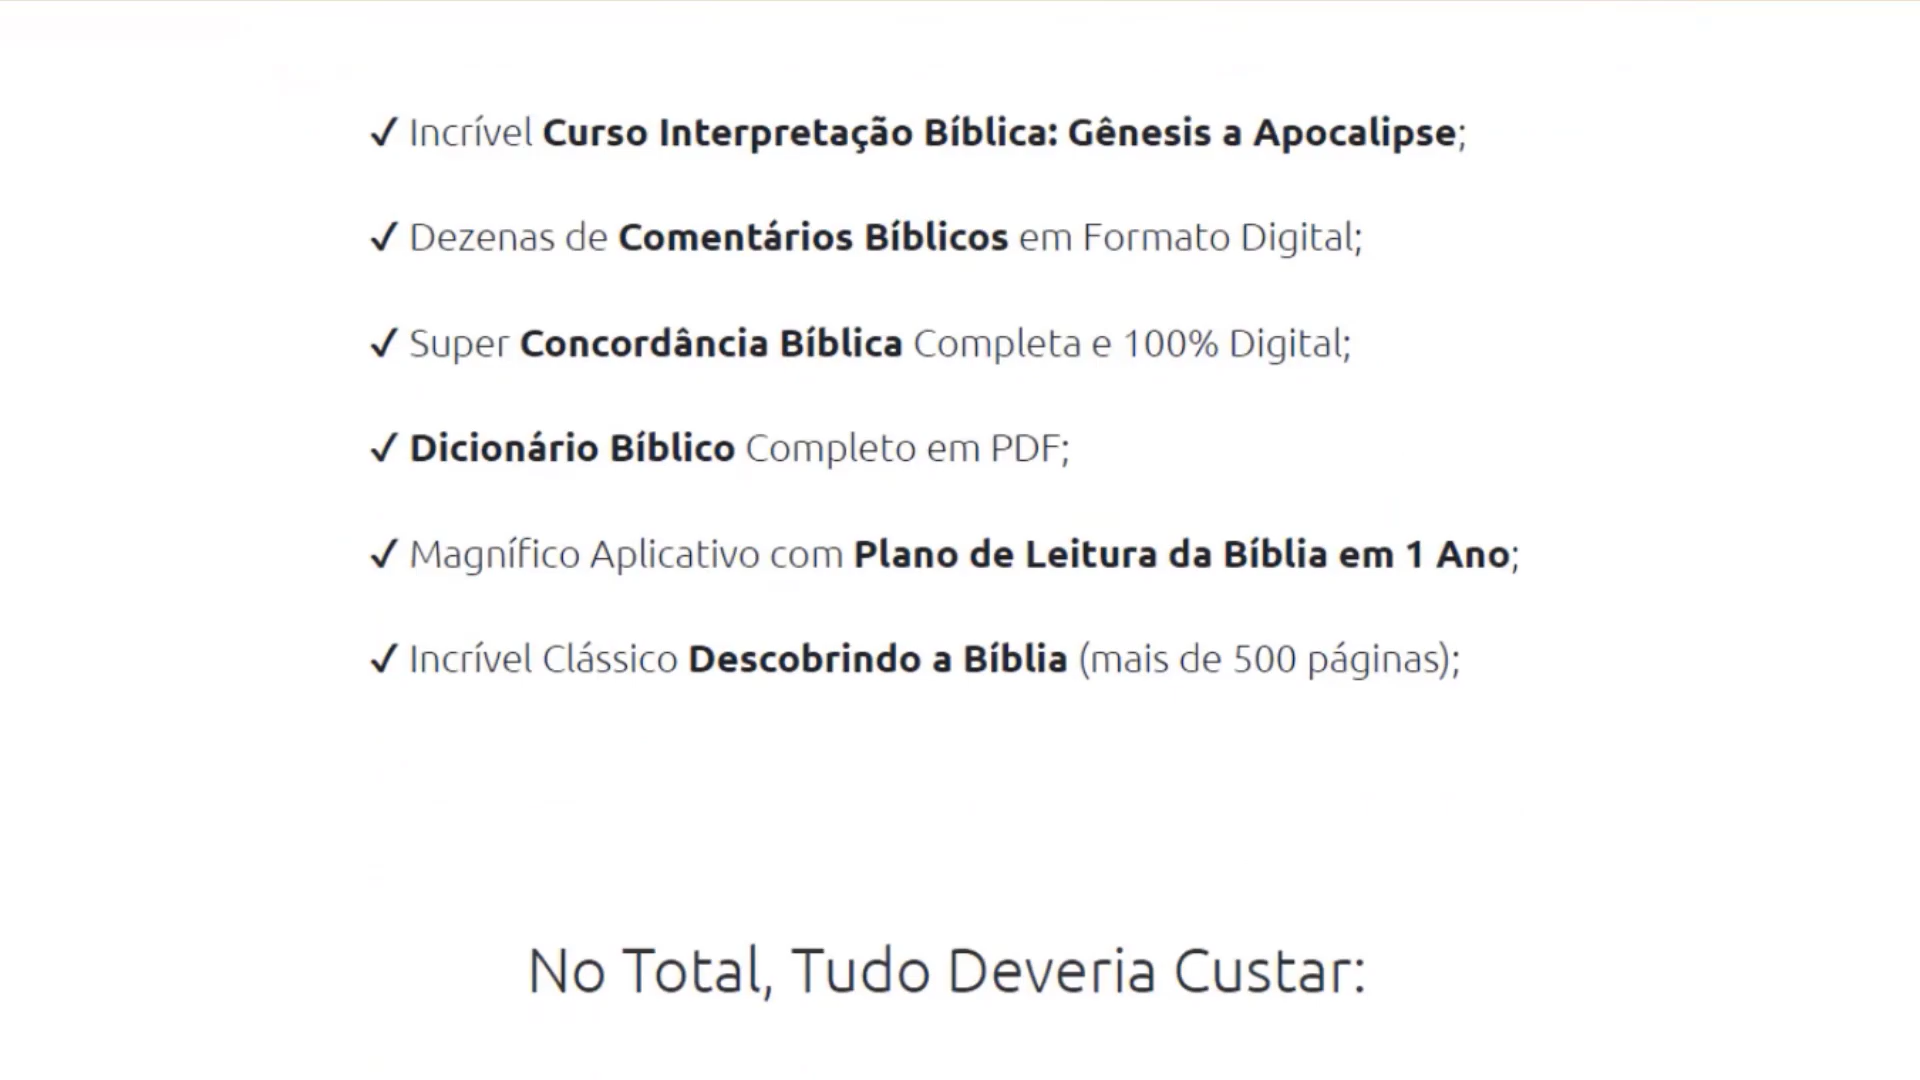 ✓ Incrível Curso Interpretação Bíblica: Gênesis a Apocalipse;
✓ Dezenas de Comentários Bíblicos em Formato Digital;
✓ Super Concordância Bíblica Completa e 100% Digital;
✓ Dicionário Bíblico Completo em PDF;
✓ Magnífico Aplicativo com Plano de Leitura da Bíblia em 1 Ano;
✓ Incrível Clássico Descobrindo a Bíblia (mais de 500 páginas);
No Total, Tudo Deveria Custar: